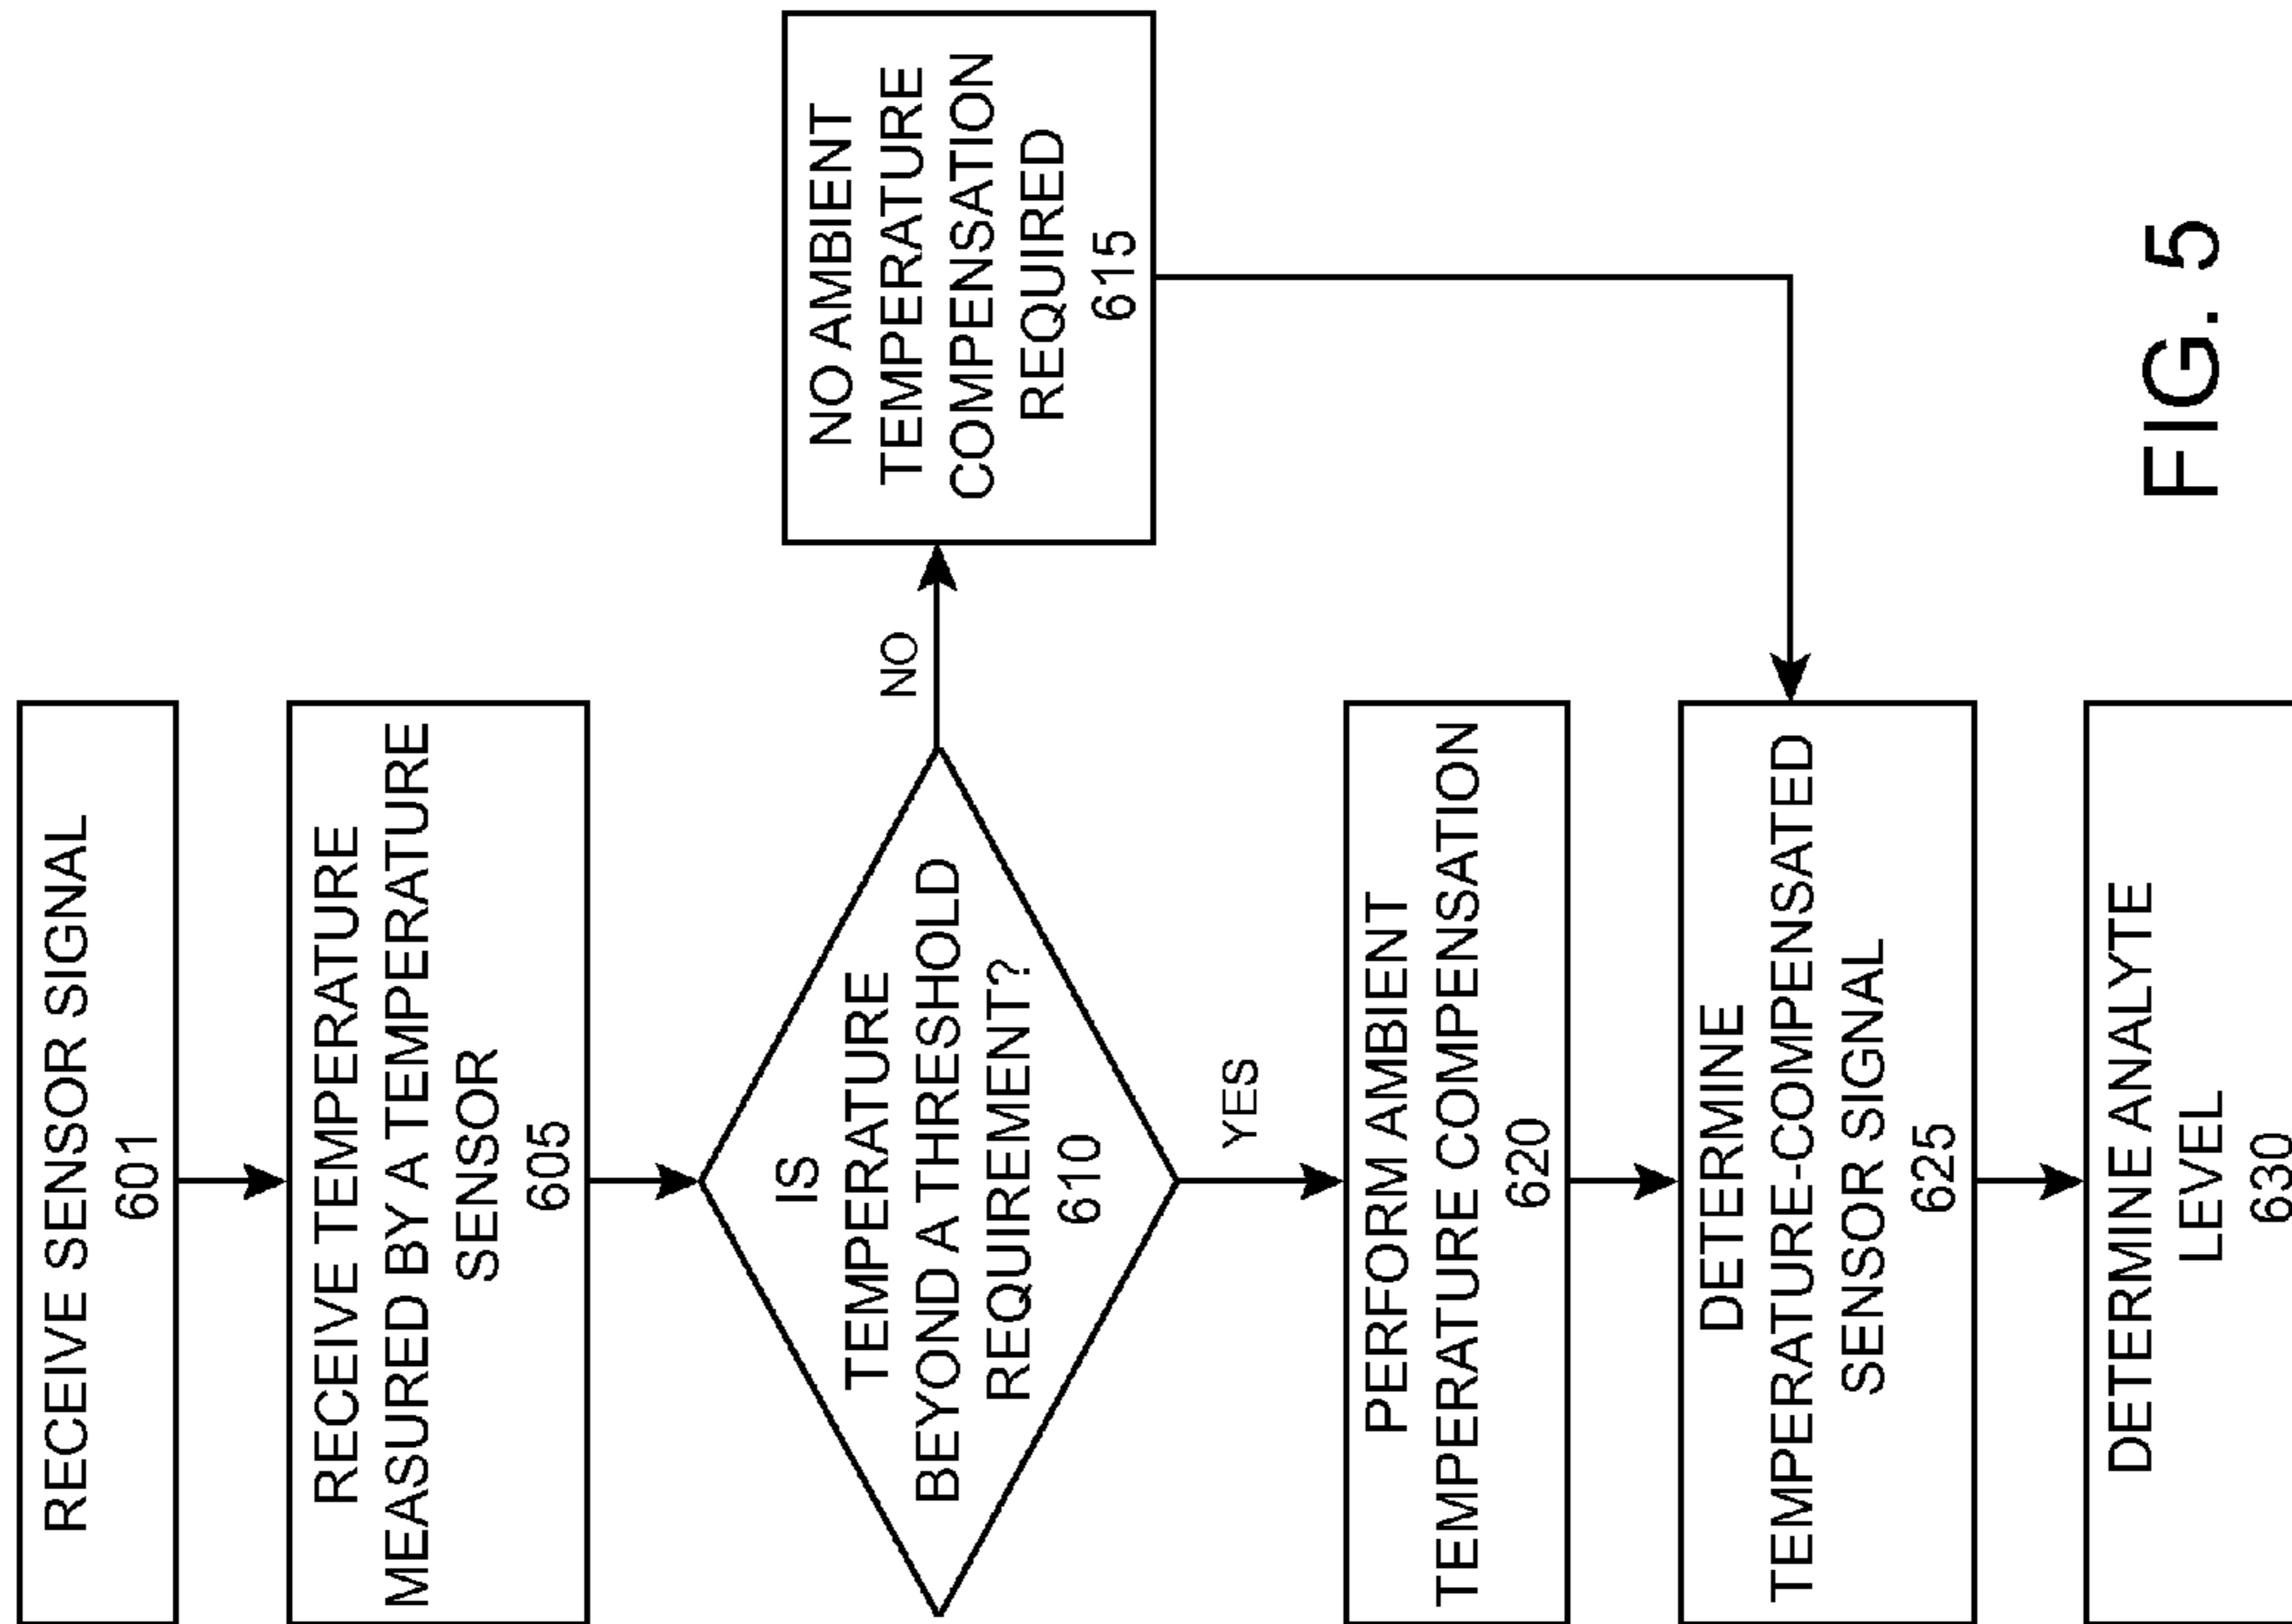 RECEIVE SENSOR SIGNAL
601
RECEIVE TEMPERATURE
MEASURED BY A TEMPERATURE
SENSOR
605
IS
TEMPERATURE
BEYOND A THRESHOLD
REQUIREMENT?
610
NO
NO AMBIENT
TEMPERATURE
COMPENSATION
REQUIRED
615
YES
PERFORM AMBIENT
TEMPERATURE COMPENSATION
620
DETERMINE
TEMPERATURE-COMPENSATED
SENSOR SIGNAL
625
DETERMINE ANALYTE
LEVEL
630
FIG. 5